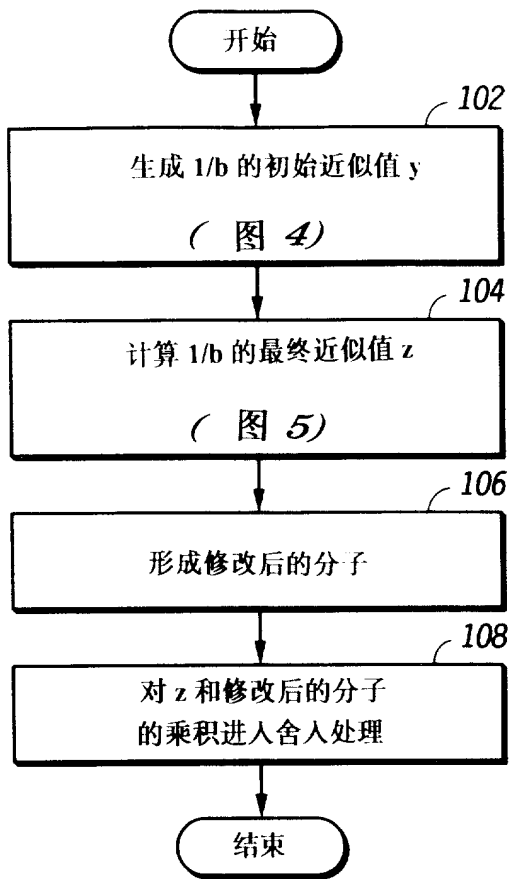 开始
102
生成 1/b 的初始近似值 y
( 图 4)
104
计算 1/b 的最终近似值 z
( 图 5)
106
形成修改后的分子
108
对 z 和修改后的分子
的乘积进入舍入处理
结束